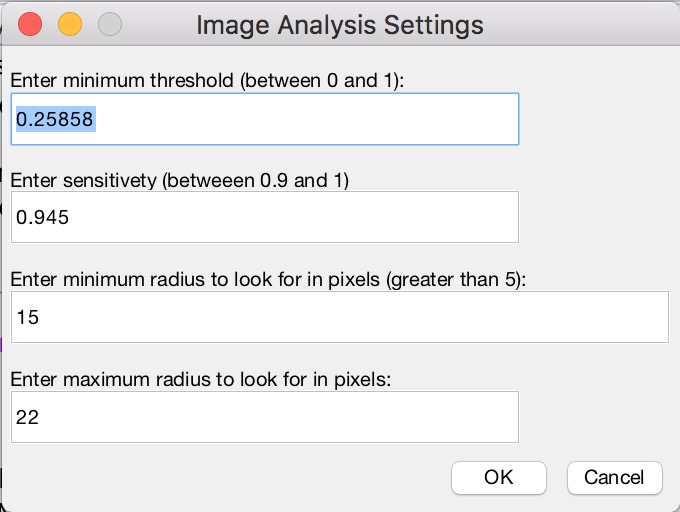 Image Analysis Settings
Enter minimum threshold (between 0 and 1):
0.25858
Enter sensitivety (betweeen 0.9 and 1)
0.945
Enter minimum radius to look for in pixels (greater than 5):
15
Enter maximum radius to look for in pixels:
22
OK Cancel